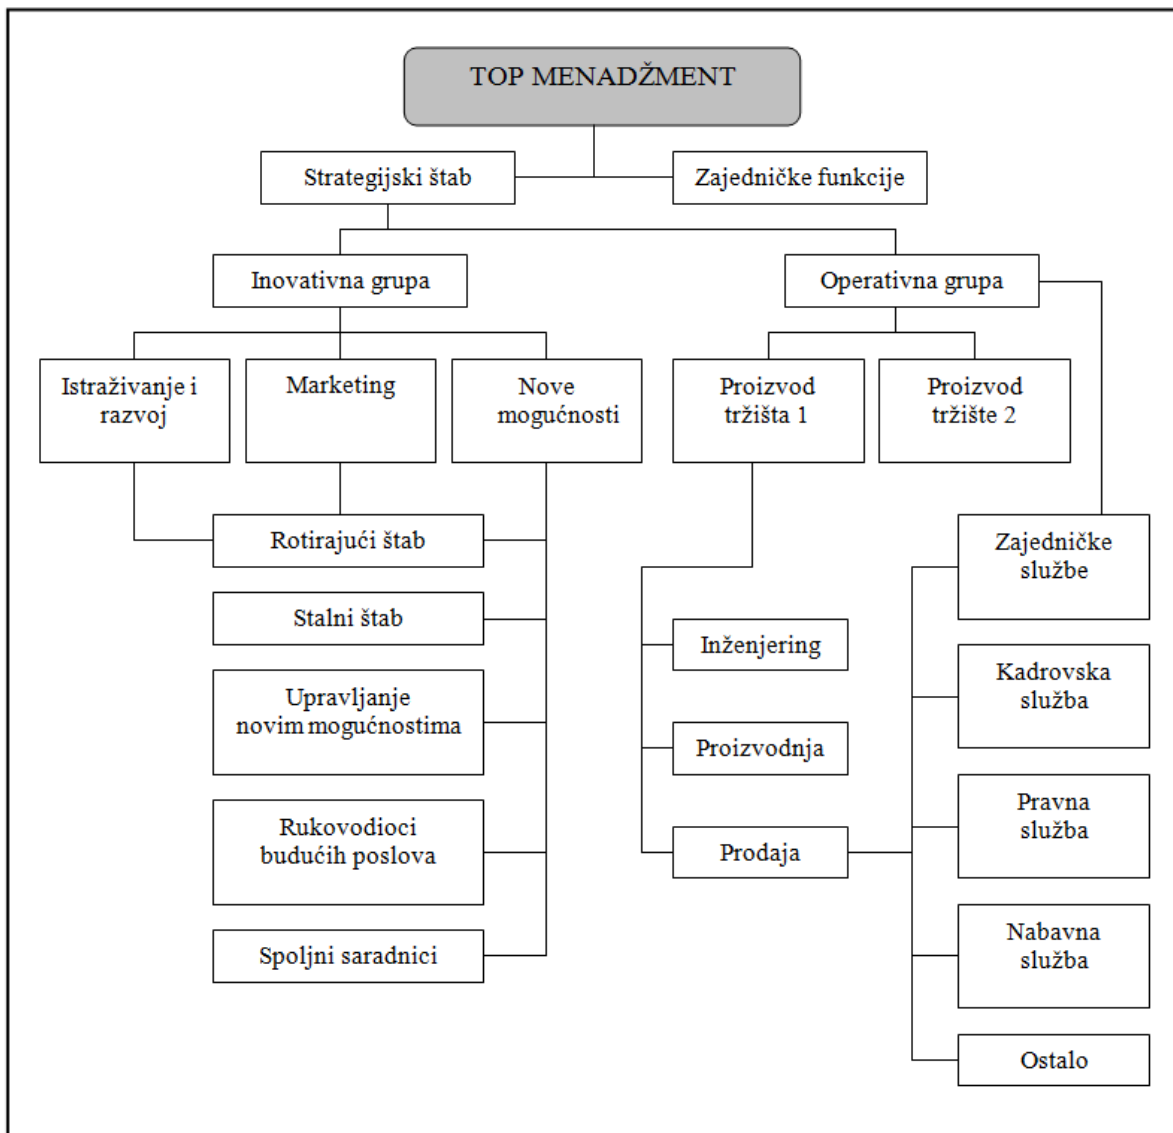 TOP MENADŽMENT
Strategijski štab
Zajedničke funkcije
Inovativna grupa
Operativna grupa
Istraživanje i
razvoj
Marketing
Nove
mogućnosti
Proizvod
tržišta 1
Proizvod
tržište 2
Rotirajući štab
Stalni štab
Upravljanje
novim mogućnostima
Rukovodioci
budućih poslova
Spoljni saradnici
Inženjering
Proizvodnja
Prodaja
Zajedničke
službe
Kadrovska
služba
Pravna
služba
Nabavna
služba
Ostalo